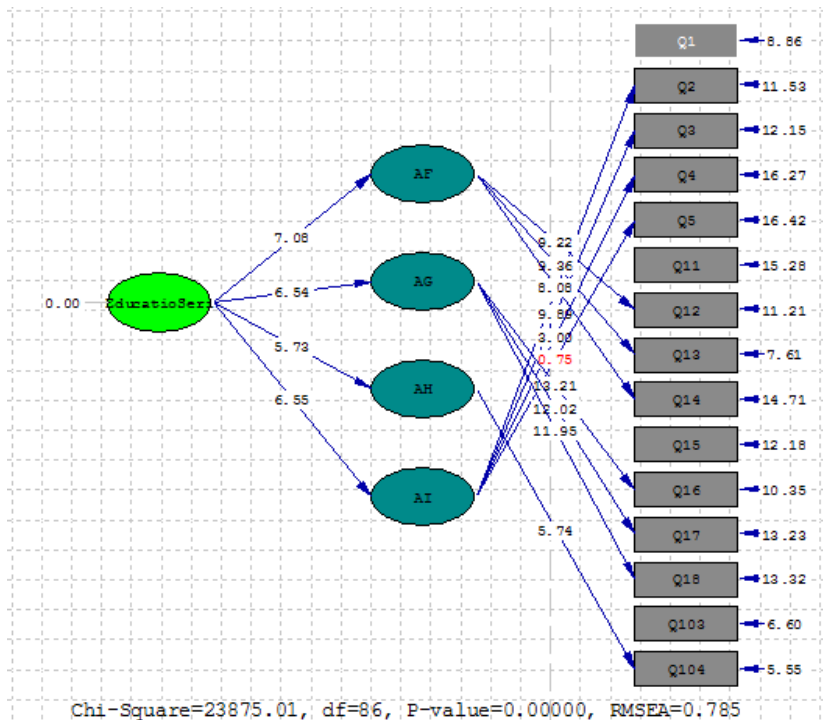 Q1 8.86
Q2 11.53
Q3 12.15
AF Q4 16.27
Q5 16.42
7.08 9.22
9.36 Q11 15.28
AG 8.08
6.54 0.00 EducatioSeri 9.89 Q12 11.21
3.00
5.73 0.75 Q13 7.61
AH 13.21
6.55 12.02 Q14 14.71
11.95
Q15 12.18
AI Q16 10.35
5.74 Q17 13.23
Q18 13.32
Q103 6.60
Q104 5.55
Chi-Square=23875.01, df=86, P-value=0.00000, RMSEA=0.785